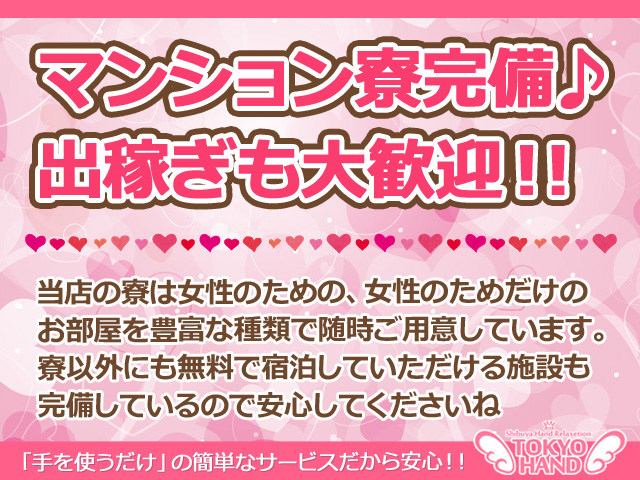 マンション寮完備♪
出稼ぎも大歓迎!!
当店の寮は女性のための、女性のためだけの
お部屋を豊富な種類で随時ご用意しています。
寮以外にも無料で宿泊していただける施設も
完備しているので安心してくださいね
「手を使うだけ」の簡単なサービスだから安心!!
Shibuya Hand Relaxation
TOKYO
HAND